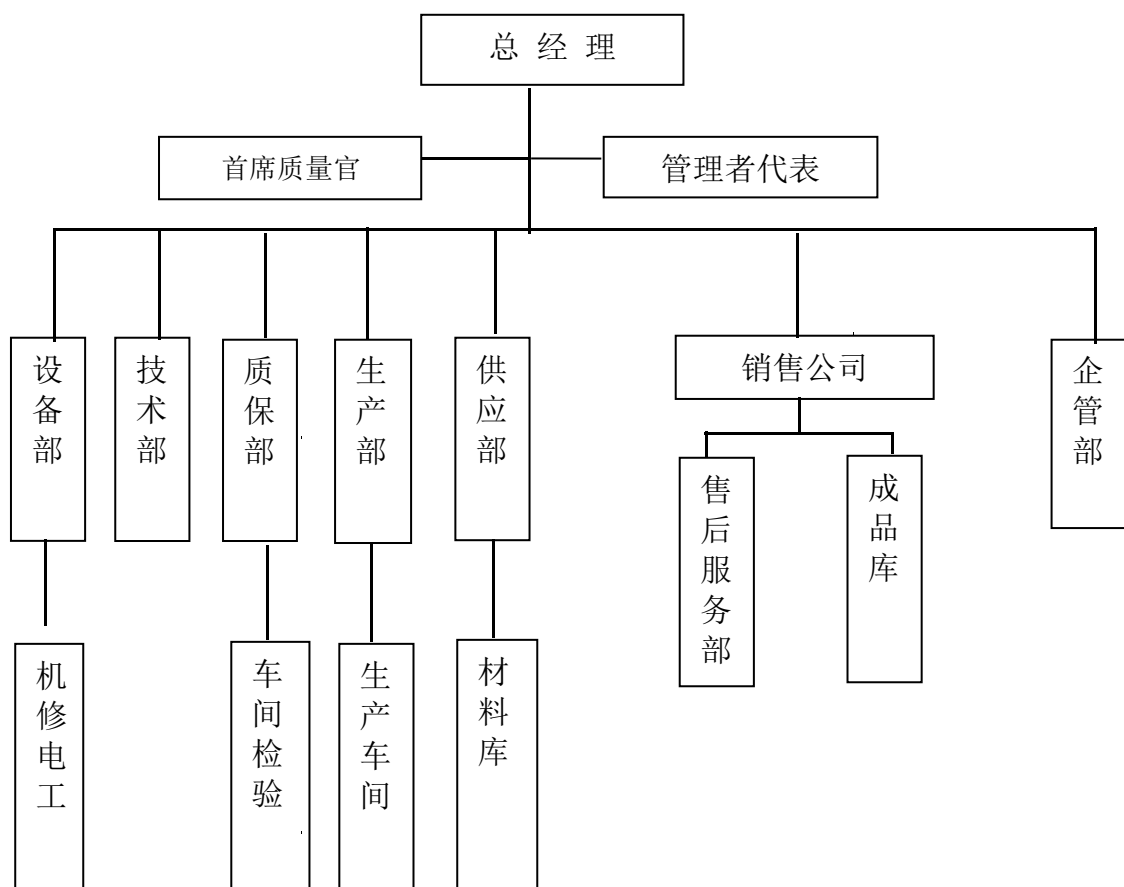 总 经 理
首席质量官
管理者代表
设备部
技术部
质保部
生产部
供应部
销售公司
企管部
售后服务部
成品库
机修电工
车间检验
生产车间
材料库